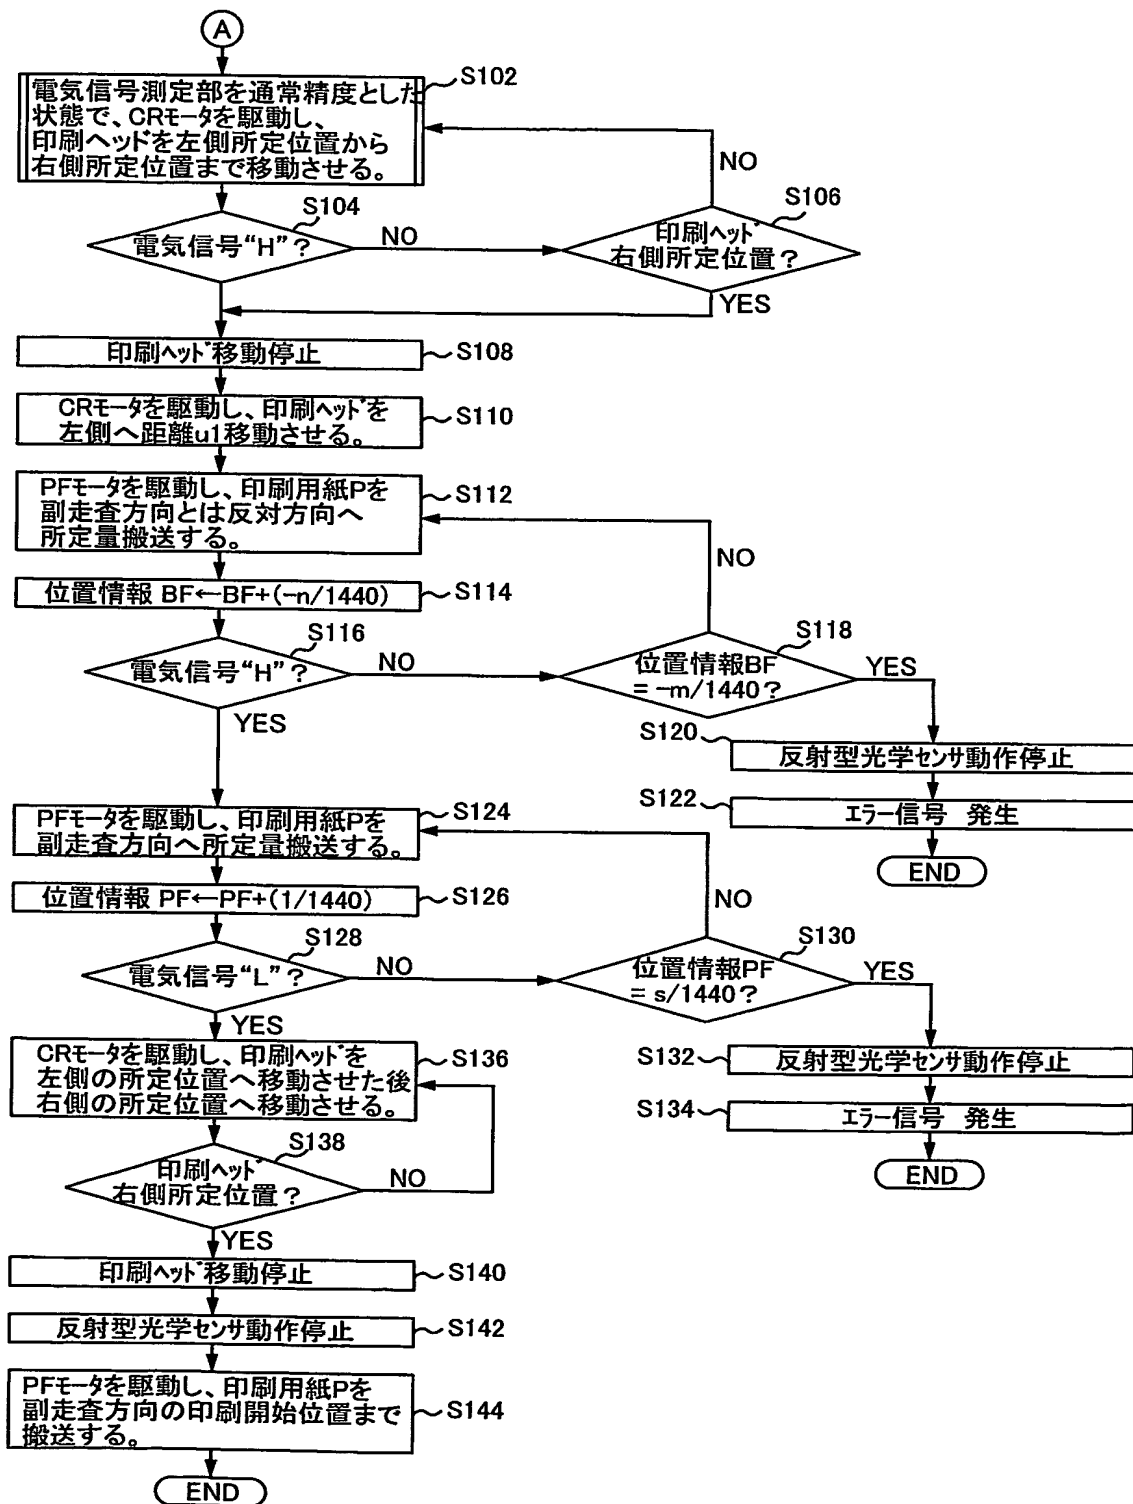 A
S102
電気信号測定部を通常精度とした
状態で、CRモータを駆動し、
印刷ヘッドを左側所定位置から
右側所定位置まで移動させる。
NO
S104
電気信号“H”?
NO
S106
印刷ヘッド
右側所定位置?
YES
印刷ヘッド移動停止
S108
CRモータを駆動し、印刷ヘッドを
左側へ距離u1移動させる。
S110
PFモータを駆動し、印刷用紙Pを
副走査方向とは反対方向へ
所定量搬送する。
S112
NO
位置情報 BF←BF+(−n/1440)
S114
S116
電気信号“H”?
NO
S118
位置情報BF
= −m/1440?
YES
YES
S120
反射型光学センサ動作停止
S122
エラー信号 発生
END
PFモータを駆動し、印刷用紙Pを
副走査方向へ所定量搬送する。
S124
位置情報 PF←PF+(1/1440)
S126
NO
S128
電気信号“L”?
NO
S130
位置情報PF
= s/1440?
YES
YES
CRモータを駆動し、印刷ヘッドを
左側の所定位置へ移動させた後
右側の所定位置へ移動させる。
S136
S132
反射型光学センサ動作停止
S134
エラー信号 発生
END
S138
印刷ヘッド
右側所定位置?
NO
YES
印刷ヘッド移動停止
S140
反射型光学センサ動作停止
S142
PFモータを駆動し、印刷用紙Pを
副走査方向の印刷開始位置まで
搬送する。
S144
END